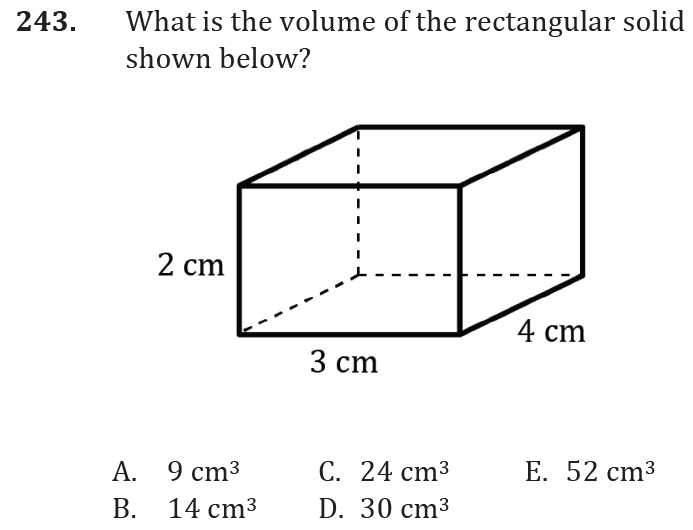 243. What is the volume of the rectangular solid
shown below?
2 cm
4 cm
3 cm
A. 9 cm³ C. 24 cm³ E. 52 cm³
B. 14 cm³ D. 30 cm³